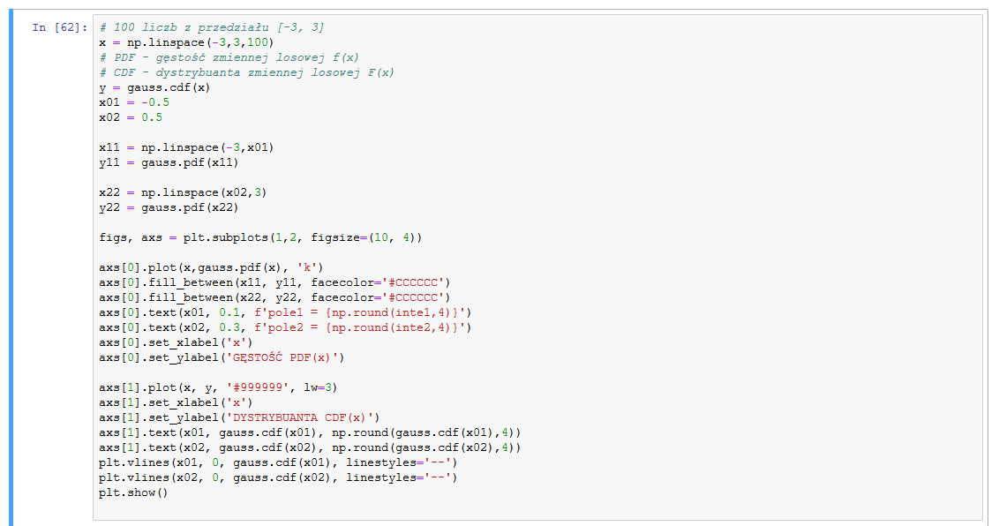 In [62]:
# 100 liczb z przedziału [-3, 3]
x = np.linspace(-3,3,100)
# PDF - gęstość zmiennej losowej f(x)
# CDF - dystrybuanta zmiennej losowej F(x)
y = gauss.cdf(x)
x01 = -0.5
x02 = 0.5
x11 = np.linspace(-3,x01)
y11 = gauss.pdf(x11)
x22 = np.linspace(x02,3)
y22 = gauss.pdf(x22)
figs, axs = plt.subplots(1,2, figsize=(10, 4))
axs[0].plot(x,gauss.pdf(x), 'k')
axs[0].fill_between(x11, y11, facecolor='#CCCCCC')
axs[0].fill_between(x22, y22, facecolor='#CCCCCC')
axs[0].text(x01, 0.1, f'pole1 = {np.round(inte1,4)}')
axs[0].text(x02, 0.3, f'pole2 = {np.round(inte2,4)}')
axs[0].set_xlabel('x')
axs[0].set_ylabel('GĘSTOŚĆ PDF(x)')
axs[1].plot(x, y, '#999999', lw=3)
axs[1].set_xlabel('x')
axs[1].set_ylabel('DYSTRYBUANTA CDF(x)')
axs[1].text(x01, gauss.cdf(x01), np.round(gauss.cdf(x01),4))
axs[1].text(x02, gauss.cdf(x02), np.round(gauss.cdf(x02),4))
plt.vlines(x01, 0, gauss.cdf(x01), linestyles='--')
plt.vlines(x02, 0, gauss.cdf(x02), linestyles='--')
plt.show()